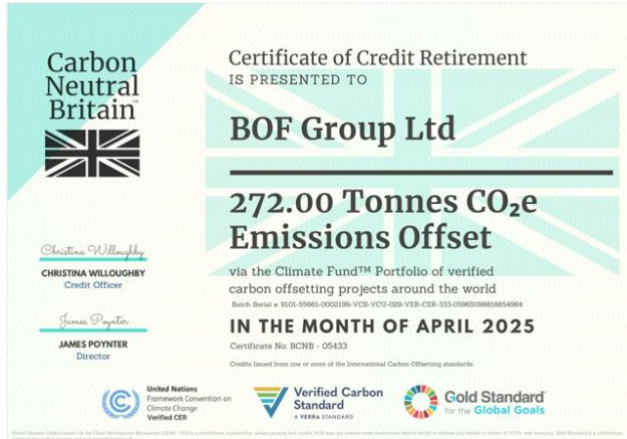 Carbon
Neutral
Britain™
Certificate of Credit Retirement
IS PRESENTED TO
BOF Group Ltd
272.00 Tonnes CO₂e
Emissions Offset
via the Climate Fund™ Portfolio of verified
carbon offsetting projects around the world
IN THE MONTH OF APRIL 2025
Certificate No: BCNB - 05433
Credits Issued from one or more of the International Carbon Offsetting standards:
Christina Willoughby
CHRISTINA WILLOUGHBY
Credit Officer
James Poynter
JAMES POYNTER
Director
United Nations
Framework Convention on
Climate Change
Verified CER
Verified Carbon
Standard
A VERRA STANDARD
Gold Standard
for the Global Goals